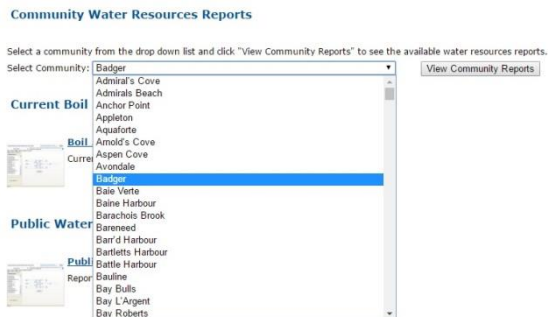 Community Water Resources Reports
Select a community from the drop down list and click "View Community Reports" to see the available water resources reports.
Select Community: Badger View Community Reports
Admiral's Cove
Admirals Beach
Anchor Point
Appleton
Aquaforte
Current Boil
Arnold's Cove
Boil
Aspen Cove
Curre
Avondale
Badger
Baie Verte
Baine Harbour
Barachois Brook
Public Water
Bareneed
Barr'd Harbour
Bartletts Harbour
Publ
Battle Harbour
Repor
Bauline
Bay Bulls
Bay L'Argent
Bay Roberts